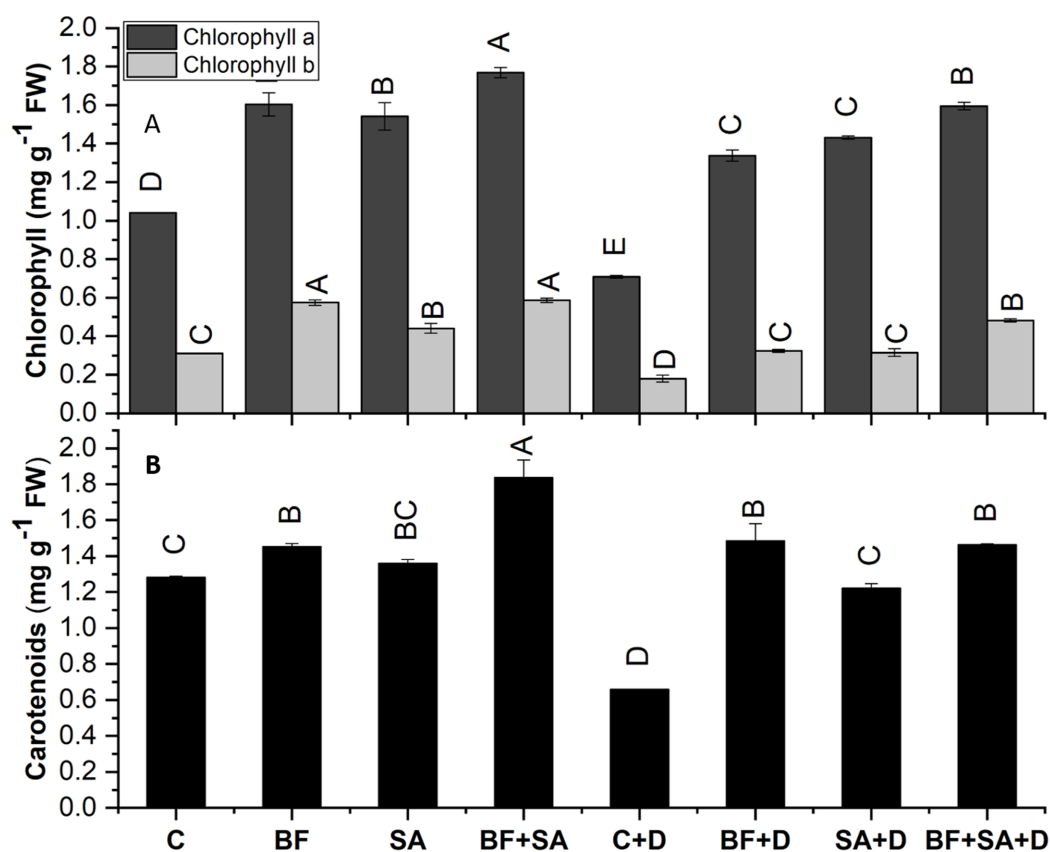 Chlorophyll a
Chlorophyll b
Chlorophyll (mg g⁻¹ FW)
2.0
1.8
1.6
1.4
1.2
1.0
0.8
0.6
0.4
0.2
0.0
A
D
C
A
B
B
A
A
E
D
C
C
C
C
B
B
Carotenoids (mg g⁻¹ FW)
2.0
1.8
1.6
1.4
1.2
1.0
0.8
0.6
0.4
0.2
0.0
B
C
B
BC
A
D
B
C
B
C BF SA BF+SA C+D BF+D SA+D BF+SA+D